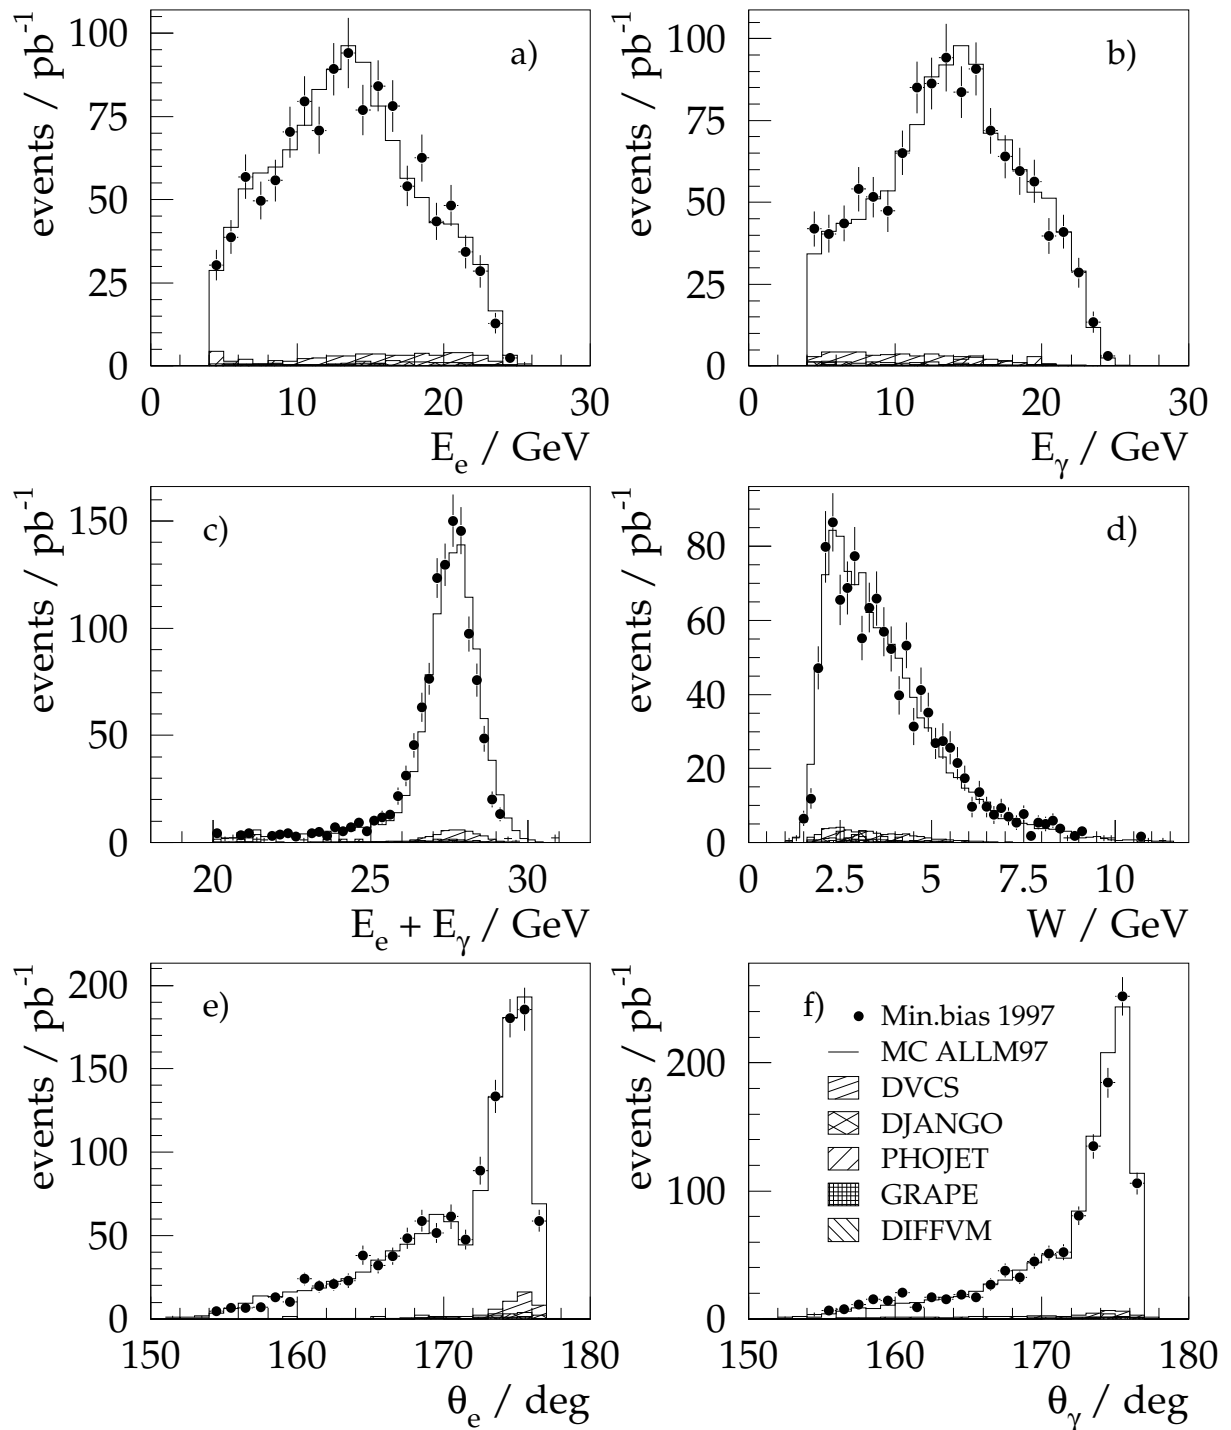 events / pb-1
100
75
50
25
0
a)
0 10 20 30
Ee / GeV
events / pb-1
100
75
50
25
0
b)
0 10 20 30
Eγ / GeV
events / pb-1
150
100
50
0
c)
20 25 30
Ee + Eγ / GeV
events / pb-1
80
60
40
20
0
d)
0 2.5 5 7.5 10
W / GeV
events / pb-1
200
150
100
50
0
e)
150 160 170 180
θe / deg
events / pb-1
200
100
0
f)
Min.bias 1997
MC ALLM97
DVCS
DJANGO
PHOJET
GRAPE
DIFFVM
150 160 170 180
θγ / deg